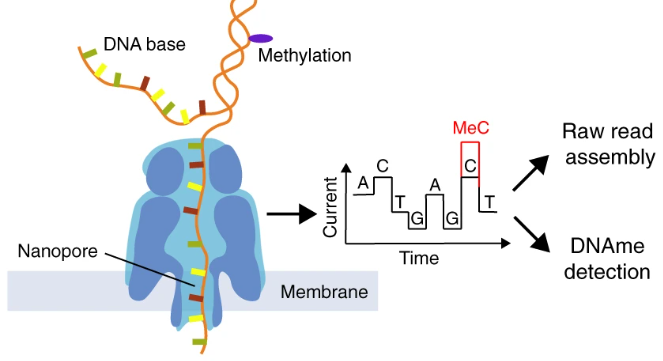 DNA base
Methylation
Nanopore
Membrane
Current
Time
A
C
T
G
A
G
MeC
C
T
Raw read
assembly
DNAme
detection